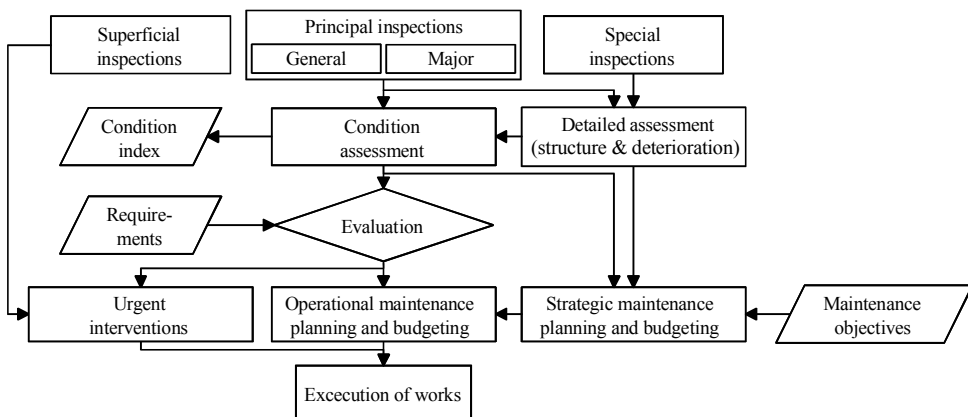 Superficial
inspections
Principal inspections
General
Major
Special
inspections
Condition
index
Condition
assessment
Detailed assessment
(structure & deterioration)
Require-
ments
Evaluation
Urgent
interventions
Operational maintenance
planning and budgeting
Strategic maintenance
planning and budgeting
Maintenance
objectives
Excecution of works